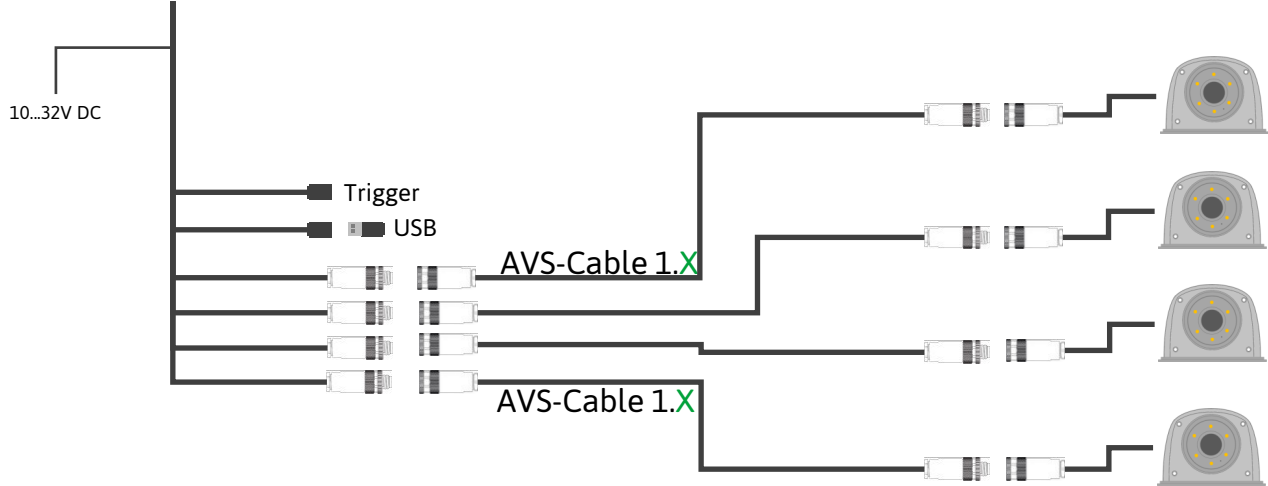 10...32V DC
Trigger
USB
AVS-Cable 1.X
AVS-Cable 1.X